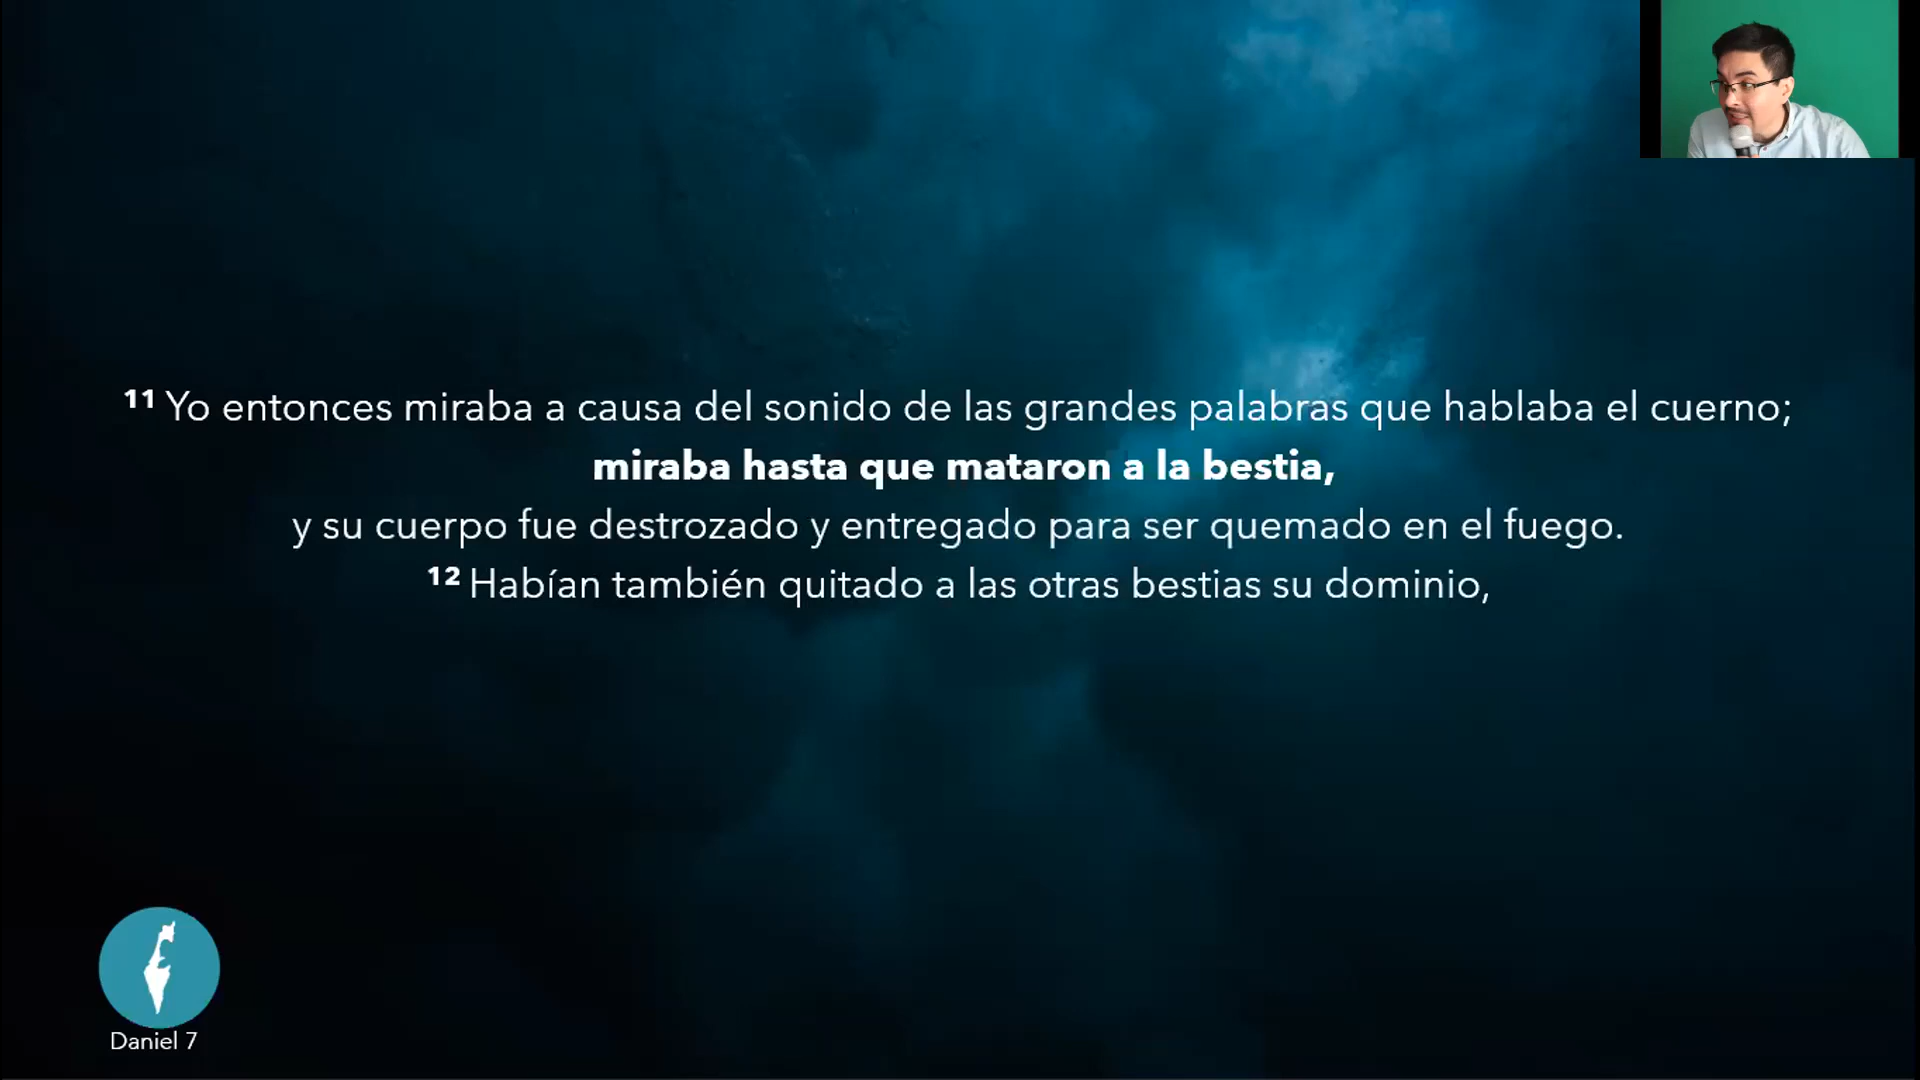 11 Yo entonces miraba a causa del sonido de las grandes palabras que hablaba el cuerno;
miraba hasta que mataron a la bestia,
y su cuerpo fue destrozado y entregado para ser quemado en el fuego.
12 Habían también quitado a las otras bestias su dominio,
Daniel 7